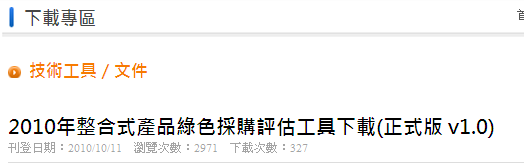 下載專區
首
技術工具 / 文件
2010年整合式產品綠色採購評估工具下載(正式版 v1.0)
刊登日期：2010/10/11 瀏覽次數：2971 下載次數：327